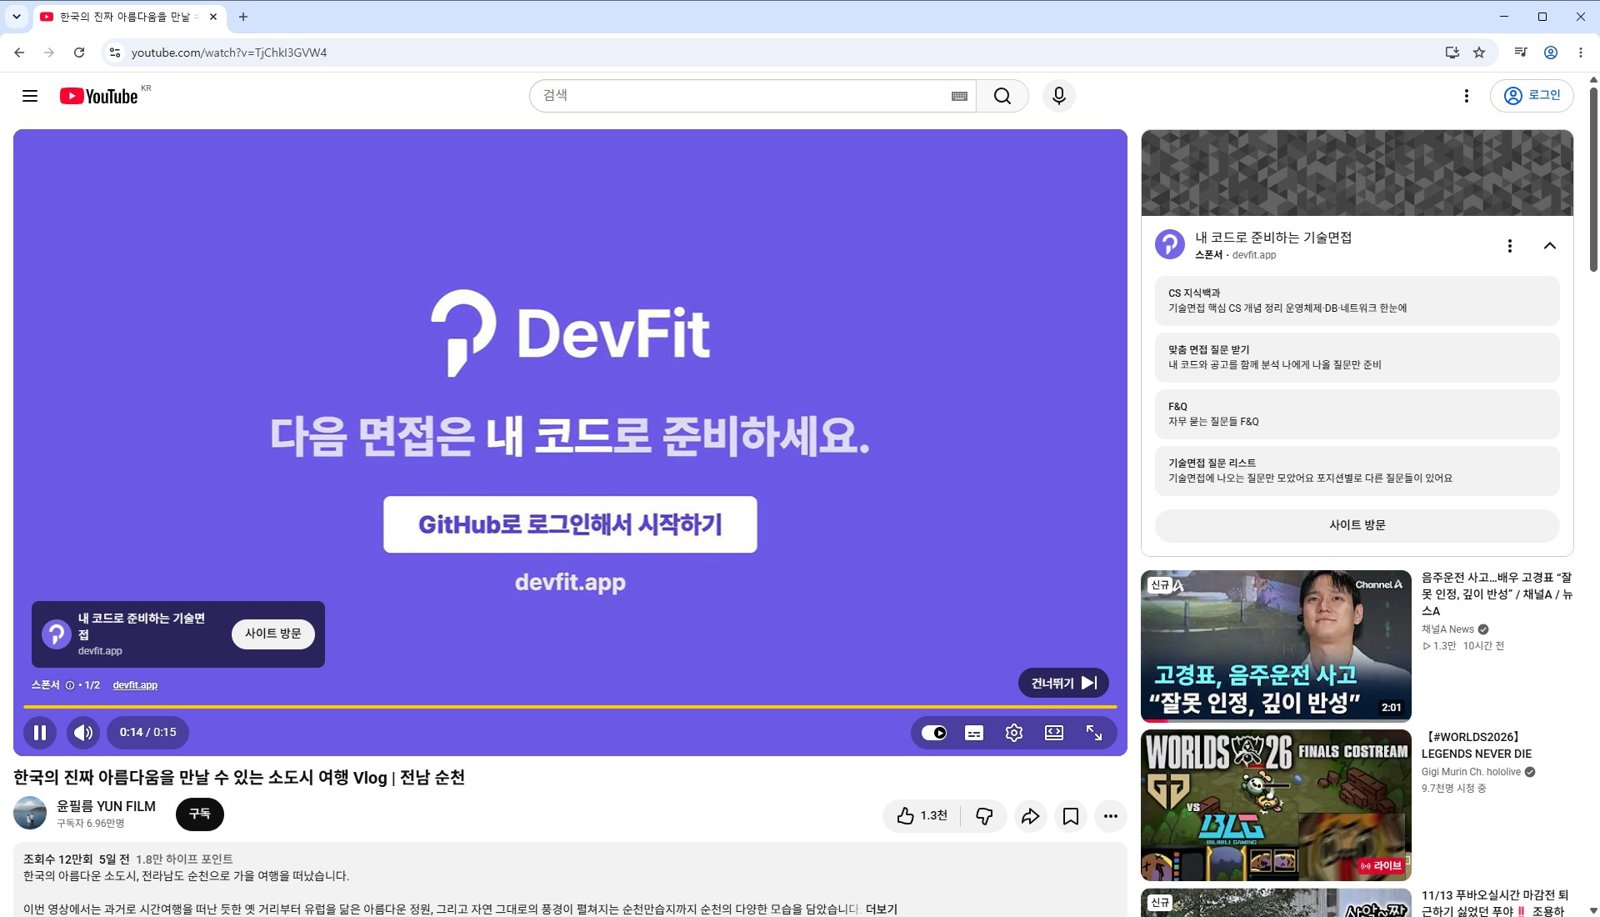 한국의 진짜 아름다움을 만날
youtube.com/watch?v=TjChkI3GVW4
YouTube KR
검색
로그인
DevFit
다음 면접은 내 코드로 준비하세요.
GitHub로 로그인해서 시작하기
devfit.app
내 코드로 준비하는 기술면
접
devfit.app
사이트 방문
스폰서 • 1/2 devfit.app
건너뛰기
0:14 / 0:15
한국의 진짜 아름다움을 만날 수 있는 소도시 여행 Vlog | 전남 순천
윤필름 YUN FILM
구독자 6.96만명
구독
1.3천
조회수 12만회 5일 전 1.8만 하이프 포인트
한국의 아름다운 소도시, 전라남도 순천으로 가을 여행을 떠났습니다.
이번 영상에서는 과거로 시간여행을 떠난 듯한 옛 거리부터 유럽을 닮은 아름다운 정원, 그리고 자연 그대로의 풍경이 펼쳐지는 순천만습지까지 순천의 다양한 모습을 담았습니다. 더보기
내 코드로 준비하는 기술면접
스폰서 · devfit.app
CS 지식백과
기술면접 핵심 CS 개념 정리 운영체제·DB·네트워크 한눈에
맞춤 면접 질문 받기
내 코드와 공고를 함께 분석 나에게 나올 질문만 준비
F&Q
자무 묻는 질문들 F&Q
기술면접 질문 리스트
기술면접에 나오는 질문만 모았어요 포지션별로 다른 질문들이 있어요
사이트 방문
신규
Channel A
고경표, 음주운전 사고
“잘못 인정, 깊이 반성”
2:01
음주운전 사고...배우 고경표 “잘
못 인정, 깊이 반성” / 채널A / 뉴
스A
채널A News
1.3만 10시간 전
WORLDS 26 FINALS COSTREAM
VS
BLG
BILIBILI GAMING
라이브
【#WORLDS2026】
LEGENDS NEVER DIE
Gigi Murin Ch. hololive
9.7천명 시청 중
신규
11/13 푸바오실시간 마감전 퇴
근하기 싫었던 푸야‼️ 조용하